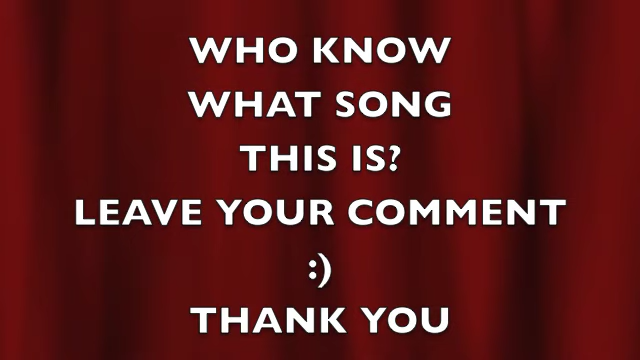 WHO KNOW
WHAT SONG
THIS IS?
LEAVE YOUR COMMENT
:)
THANK YOU